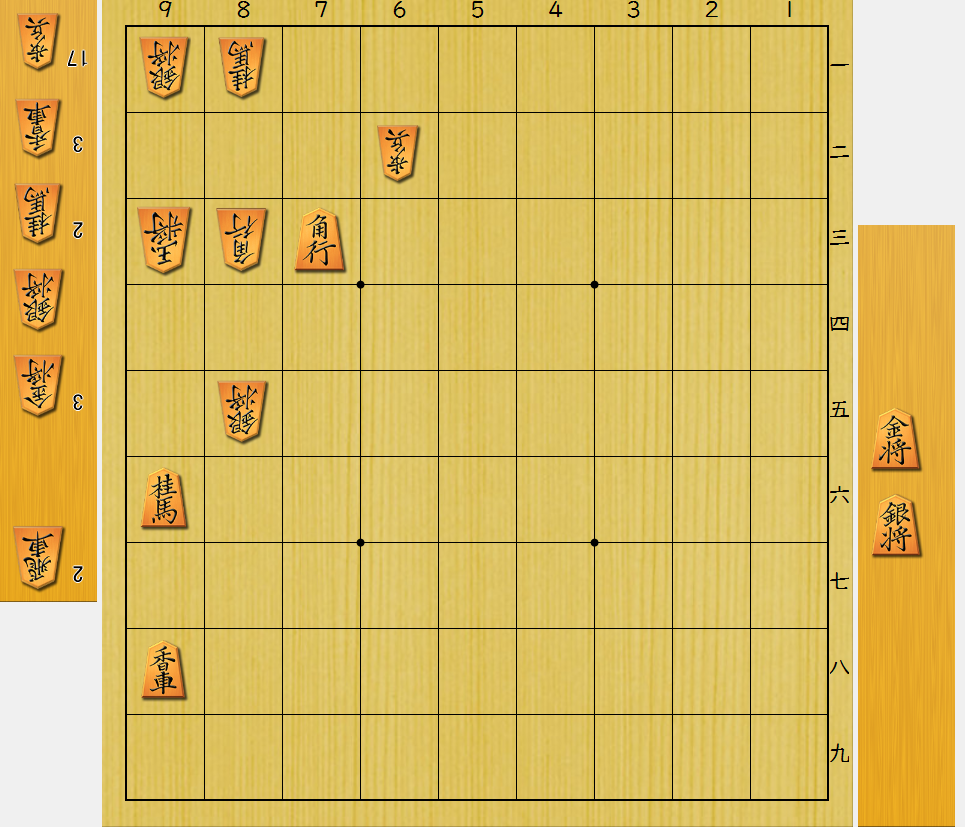 9 8 7 6 5 4 3 2 1
一
二
三
四
五
六
七
八
九
歩兵 17
香車 3
桂馬 2
銀将
金将 3
飛車 2
銀将 桂馬
歩兵
玉将 角行 角行
銀将
桂馬
香車
金将
銀将